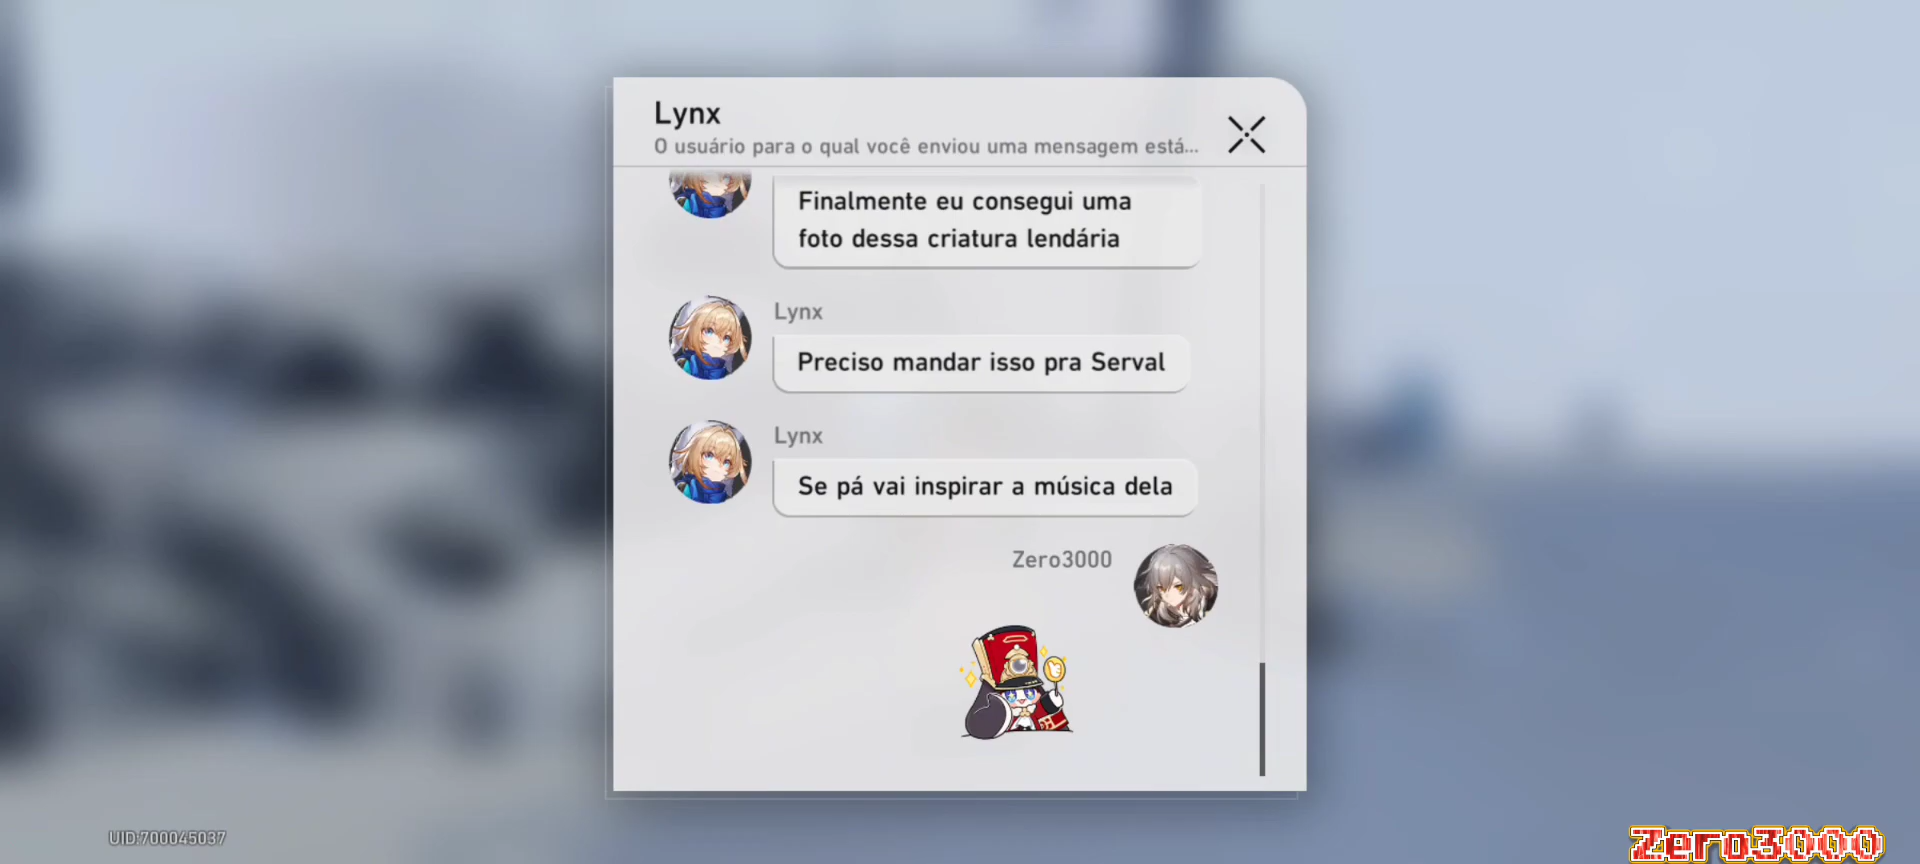 Lynx
O usuário para o qual você enviou uma mensagem está...
Finalmente eu consegui uma
foto dessa criatura lendária
Lynx
Preciso mandar isso pra Serval
Lynx
Se pá vai inspirar a música dela
Zero3000
UID:700045037
Zero3000